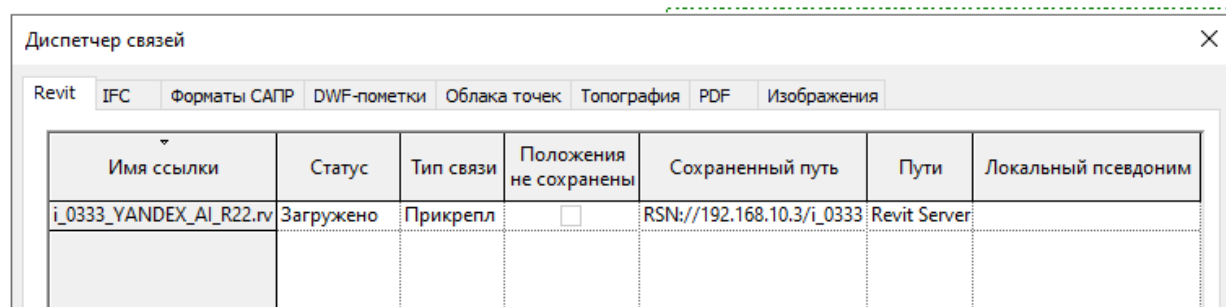 Диспетчер связей
Revit IFC Форматы САПР DWF-пометки Облака точек Топография PDF Изображения
Имя ссылки Статус Тип связи Положения не сохранены Сохраненный путь Пути Локальный псевдоним
i_0333_YANDEX_AI_R22.rv Загружено Прикрепл RSN://192.168.10.3/i_0333 Revit Server